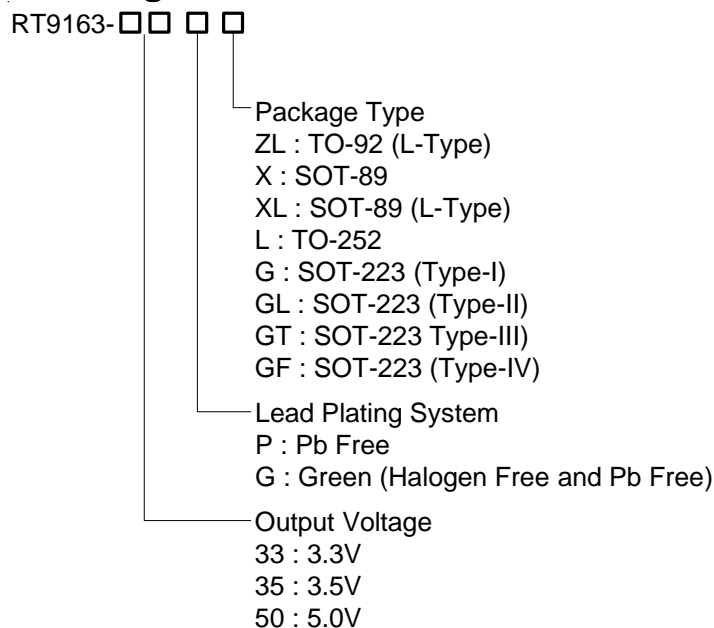 RT9163-
Package Type
ZL : TO-92 (L-Type)
X : SOT-89
XL : SOT-89 (L-Type)
L : TO-252
G : SOT-223 (Type-I)
GL : SOT-223 (Type-II)
GT : SOT-223 Type-III)
GF : SOT-223 (Type-IV)
Lead Plating System
P : Pb Free
G : Green (Halogen Free and Pb Free)
Output Voltage
33 : 3.3V
35 : 3.5V
50 : 5.0V